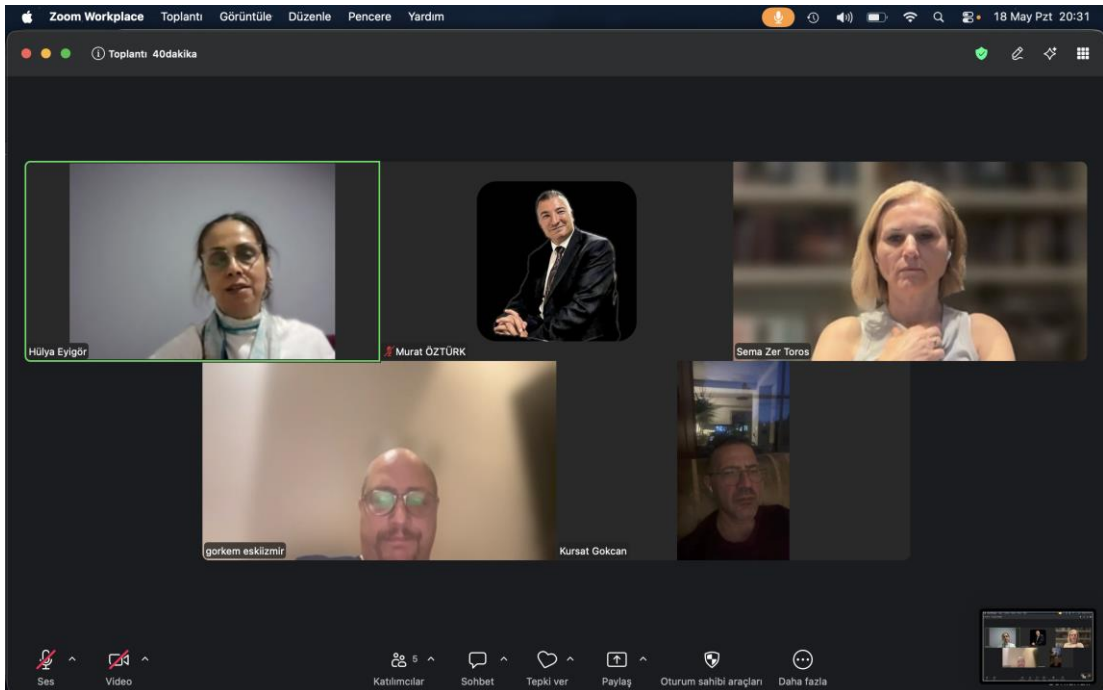 Zoom Workplace Toplantı Görüntüle Düzenle Pencere Yardım 18 May Pzt 20:31
Toplantı 40dakika
Hülya Eyigör
Murat ÖZTÜRK
Sema Zer Toros
gorkem eskiizmir
Kursat Gokcan
5
Ses Video Katılımcılar Sohbet Tepki ver Paylaş Oturum sahibi araçları Daha fazla